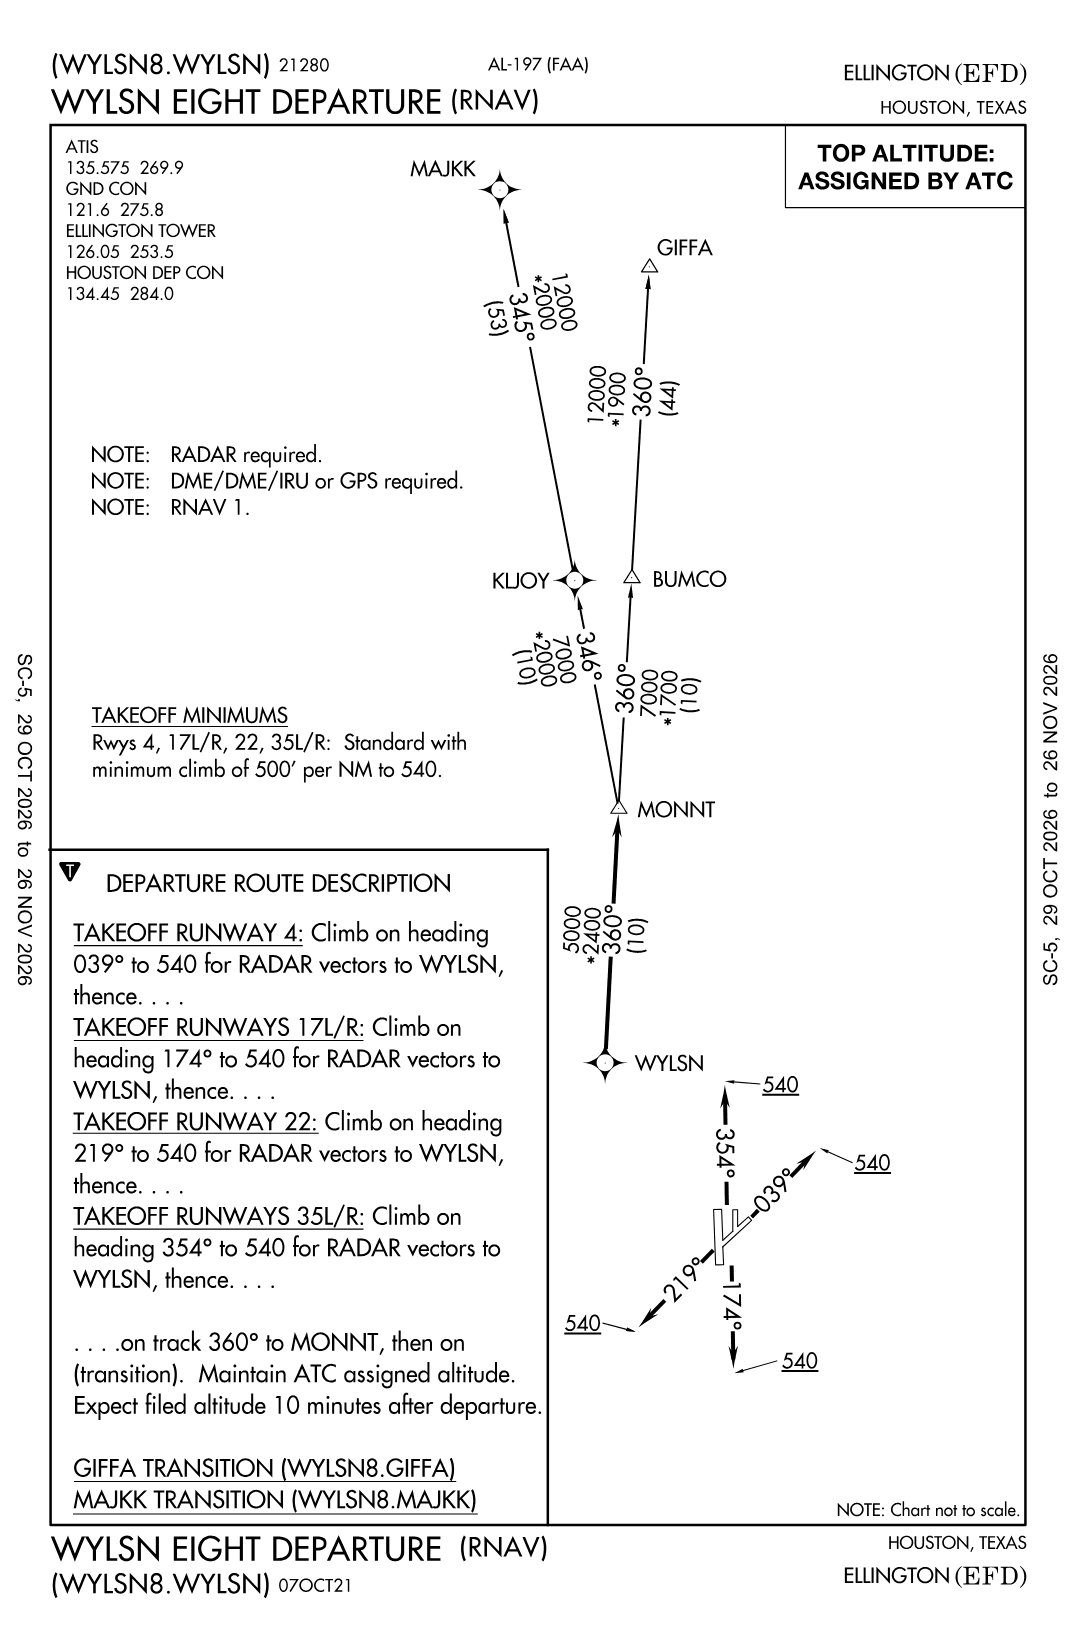 (WYLSN8.WYLSN) 21280
AL-197 (FAA)
ELLINGTON (EFD)
WYLSN EIGHT DEPARTURE (RNAV)
HOUSTON, TEXAS
ATIS
135.575 269.9
GND CON
121.6 275.8
ELLINGTON TOWER
126.05 253.5
HOUSTON DEP CON
134.45 284.0
TOP ALTITUDE:
ASSIGNED BY ATC
MAJKK
GIFFA
12000
*2000
345°
(53)
12000
*1900
360°
(44)
NOTE: RADAR required.
NOTE: DME/DME/IRU or GPS required.
NOTE: RNAV 1.
KIJOY
BUMCO
346°
7000
*2000
(10)
360°
7000
*1700
(10)
TAKEOFF MINIMUMS
Rwys 4, 17L/R, 22, 35L/R: Standard with
minimum climb of 500' per NM to 540.
MONNT
5000
*2400
360°
(10)
WYLSN
540
354°
540
039°
219°
540
174°
540
T
DEPARTURE ROUTE DESCRIPTION
TAKEOFF RUNWAY 4: Climb on heading
039° to 540 for RADAR vectors to WYLSN,
thence. . . .
TAKEOFF RUNWAYS 17L/R: Climb on
heading 174° to 540 for RADAR vectors to
WYLSN, thence. . . .
TAKEOFF RUNWAY 22: Climb on heading
219° to 540 for RADAR vectors to WYLSN,
thence. . . .
TAKEOFF RUNWAYS 35L/R: Climb on
heading 354° to 540 for RADAR vectors to
WYLSN, thence. . . .
. . . .on track 360° to MONNT, then on
(transition). Maintain ATC assigned altitude.
Expect filed altitude 10 minutes after departure.
GIFFA TRANSITION (WYLSN8.GIFFA)
MAJKK TRANSITION (WYLSN8.MAJKK)
NOTE: Chart not to scale.
WYLSN EIGHT DEPARTURE (RNAV)
HOUSTON, TEXAS
(WYLSN8.WYLSN) 07OCT21
ELLINGTON (EFD)
SC-5, 29 OCT 2026 to 26 NOV 2026
SC-5, 29 OCT 2026 to 26 NOV 2026